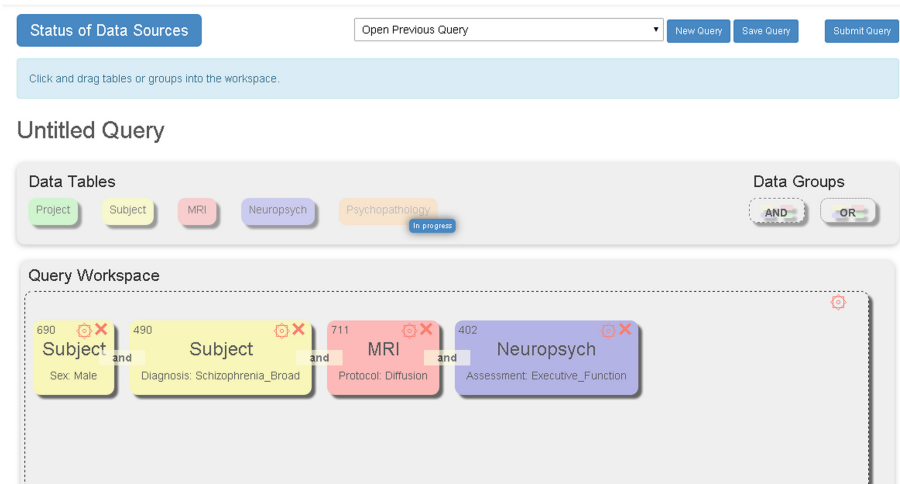 Status of Data Sources
Open Previous Query
New Query
Save Query
Submit Query
Click and drag tables or groups into the workspace.
Untitled Query
Data Tables
Data Groups
Project
Subject
MRI
Neuropsych
Psychopathology
In progress
AND
OR
Query Workspace
690
Subject
Sex: Male
and
490
Subject
Diagnosis: Schizophrenia_Broad
and
711
MRI
Protocol: Diffusion
and
402
Neuropsych
Assessment: Executive_Function